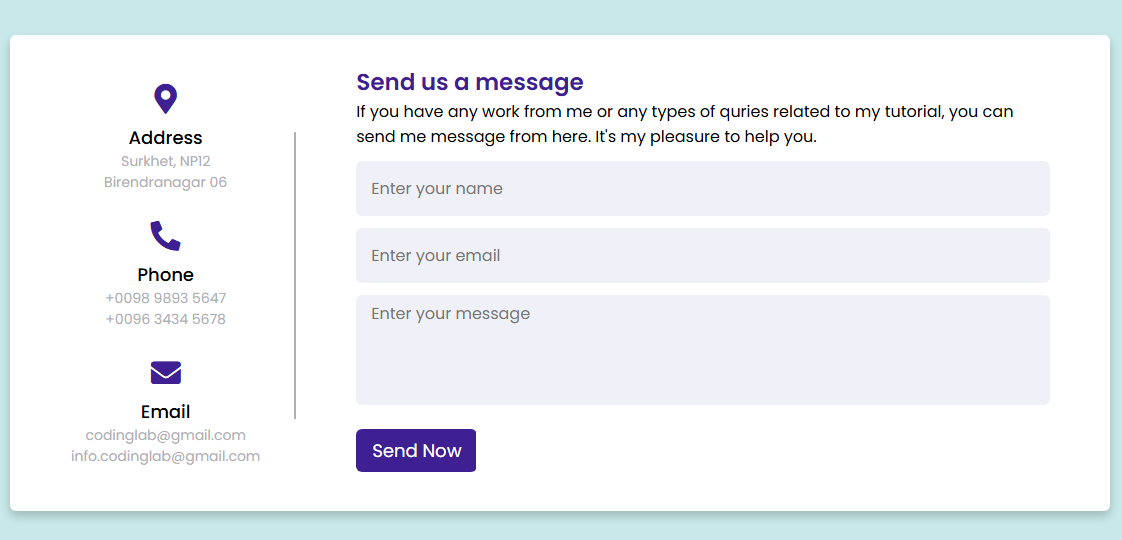 Address
Surkhet, NP12
Birendranagar 06
Phone
+0098 9893 5647
+0096 3434 5678
Email
codinglab@gmail.com
info.codinglab@gmail.com
Send us a message
If you have any work from me or any types of quries related to my tutorial, you can
send me message from here. It's my pleasure to help you.
Enter your name
Enter your email
Enter your message
Send Now